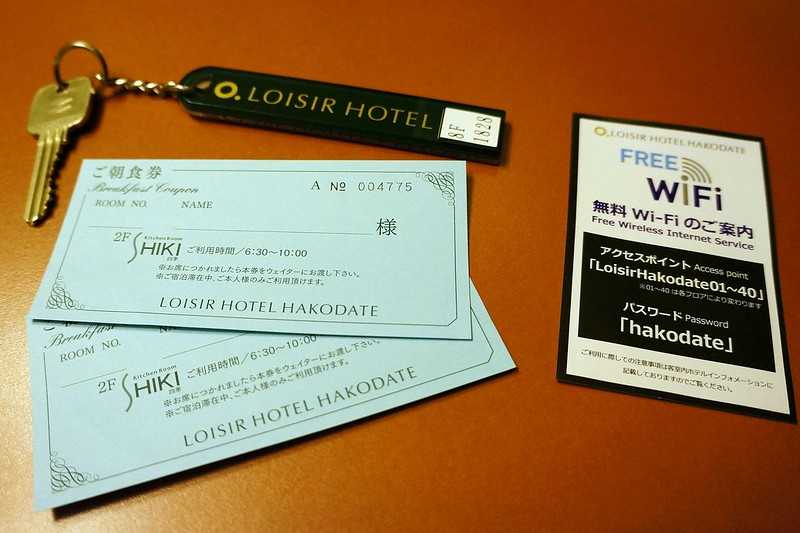 LOISIR HOTEL
8F
1828
ご朝食券
Breakfast Coupon
A № 004775
ROOM NO. NAME
様
2F Kitchen Room SHIKI 四季 ご利用時間／6:30~10:00
※お席につかれましたら本券をウェイターにお渡し下さい。
※ご宿泊滞在中、ご本人様のみご利用頂けます。
LOISIR HOTEL HAKODATE
Breakfast
ROOM NO.
2F Kitchen Room SHIKI 四季 ご利用時間／6:30~10:00
※お席につかれましたら本券をウェイターにお渡し下さい。
※ご宿泊滞在中、ご本人様のみご利用頂けます。
LOISIR HOTEL HAKODATE
LOISIR HOTEL HAKODATE
FREE
WiFi
無料 Wi-Fi のご案内
Free Wireless Internet Service
アクセスポイント Access point
「LoisirHakodate01~40」
※01~40 は各フロアにより変わります
パスワード Password
「hakodate」
ご利用に際しての注意事項は客室内ホテルインフォメーションに
記載しておりますのでご覧ください。